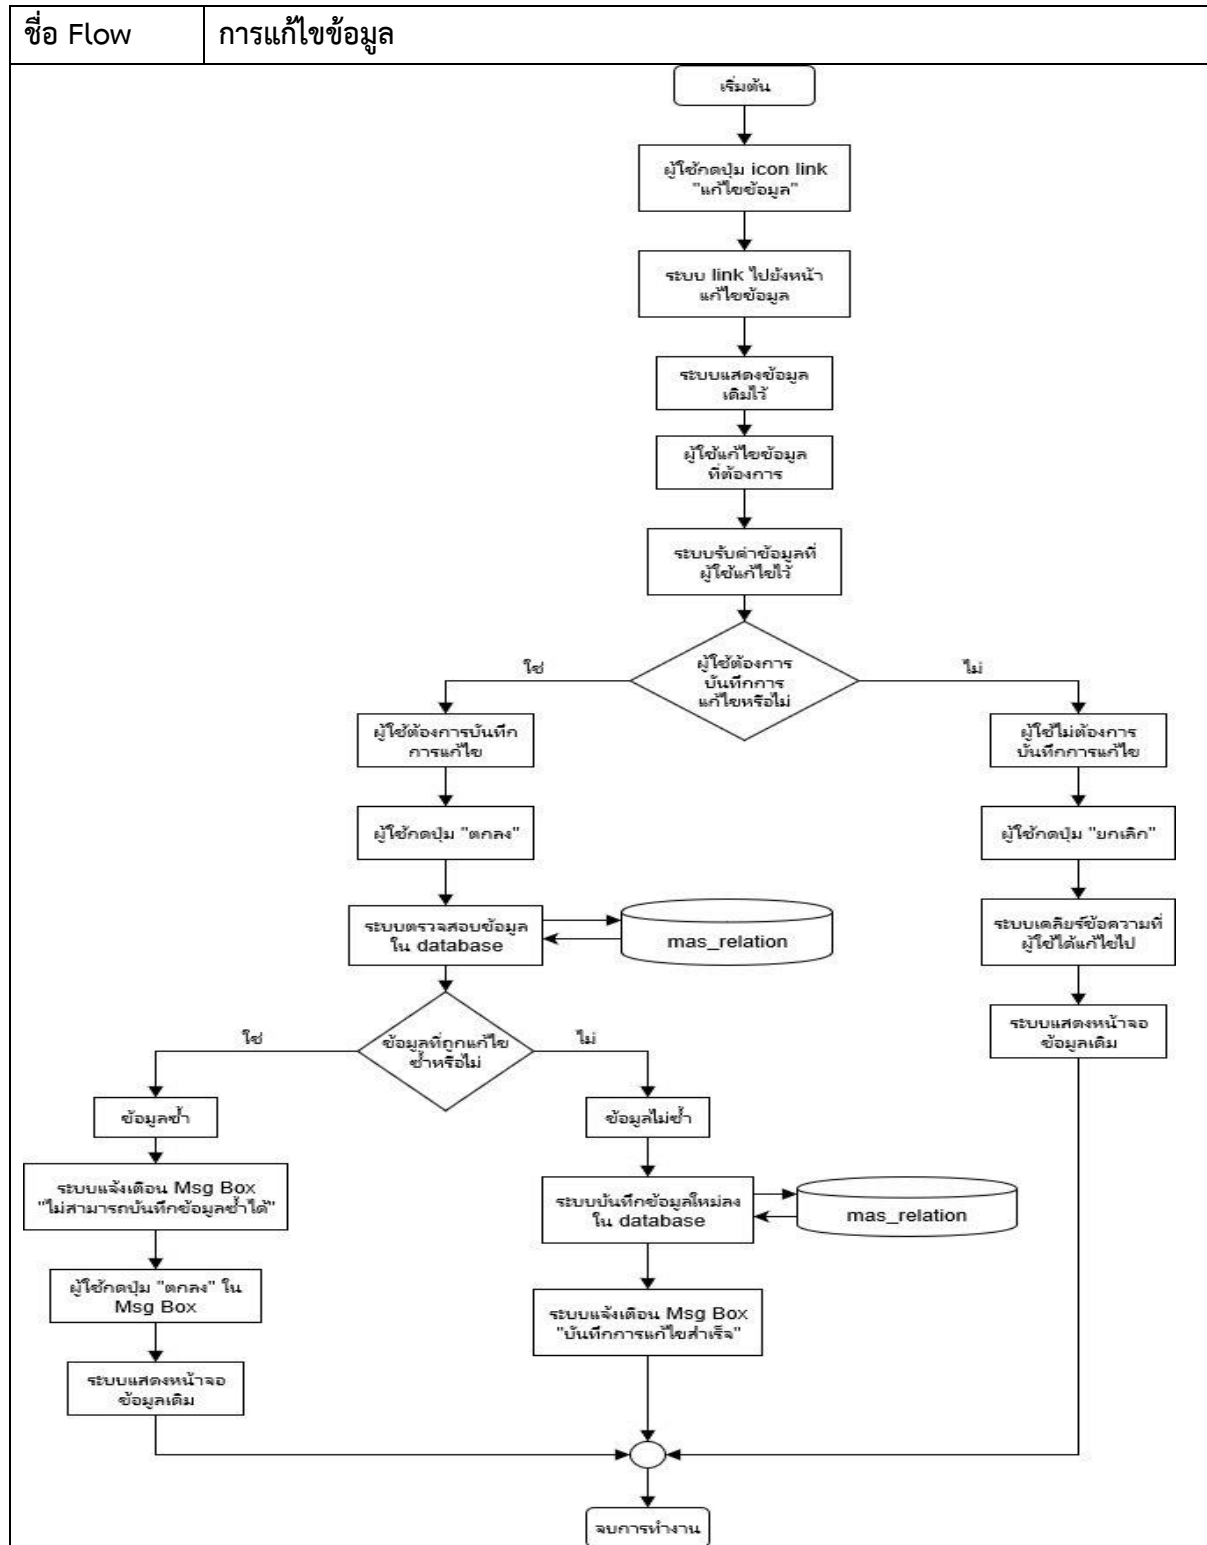 ชื่อ Flow
การแก้ไขข้อมูล
เริ่มต้น
ผู้ใช้กดปุ่ม icon link
"แก้ไขข้อมูล"
ระบบ link ไปยังหน้า
แก้ไขข้อมูล
ระบบแสดงข้อมูล
เดิมไว้
ผู้ใช้แก้ไขข้อมูล
ที่ต้องการ
ระบบรับค่าข้อมูลที่
ผู้ใช้แก้ไขไว้
ผู้ใช้ต้องการ
บันทึกการ
แก้ไขหรือไม่
ใช่
ไม่
ผู้ใช้ต้องการบันทึก
การแก้ไข
ผู้ใช้ไม่ต้องการ
บันทึกการแก้ไข
ผู้ใช้กดปุ่ม "ตกลง"
ผู้ใช้กดปุ่ม "ยกเลิก"
ระบบตรวจสอบข้อมูล
ใน database
mas_relation
ระบบเคลียร์ข้อความที่
ผู้ใช้ได้แก้ไขไป
ระบบแสดงหน้าจอ
ข้อมูลเดิม
ข้อมูลที่ถูกแก้ไข
ซ้ำหรือไม่
ใช่
ไม่
ข้อมูลซ้ำ
ข้อมูลไม่ซ้ำ
ระบบแจ้งเตือน Msg Box
"ไม่สามารถบันทึกข้อมูลซ้ำได้"
ระบบบันทึกข้อมูลใหม่ลง
ใน database
mas_relation
ผู้ใช้กดปุ่ม "ตกลง" ใน
Msg Box
ระบบแจ้งเตือน Msg Box
"บันทึกการแก้ไขสำเร็จ"
ระบบแสดงหน้าจอ
ข้อมูลเดิม
จบการทำงาน